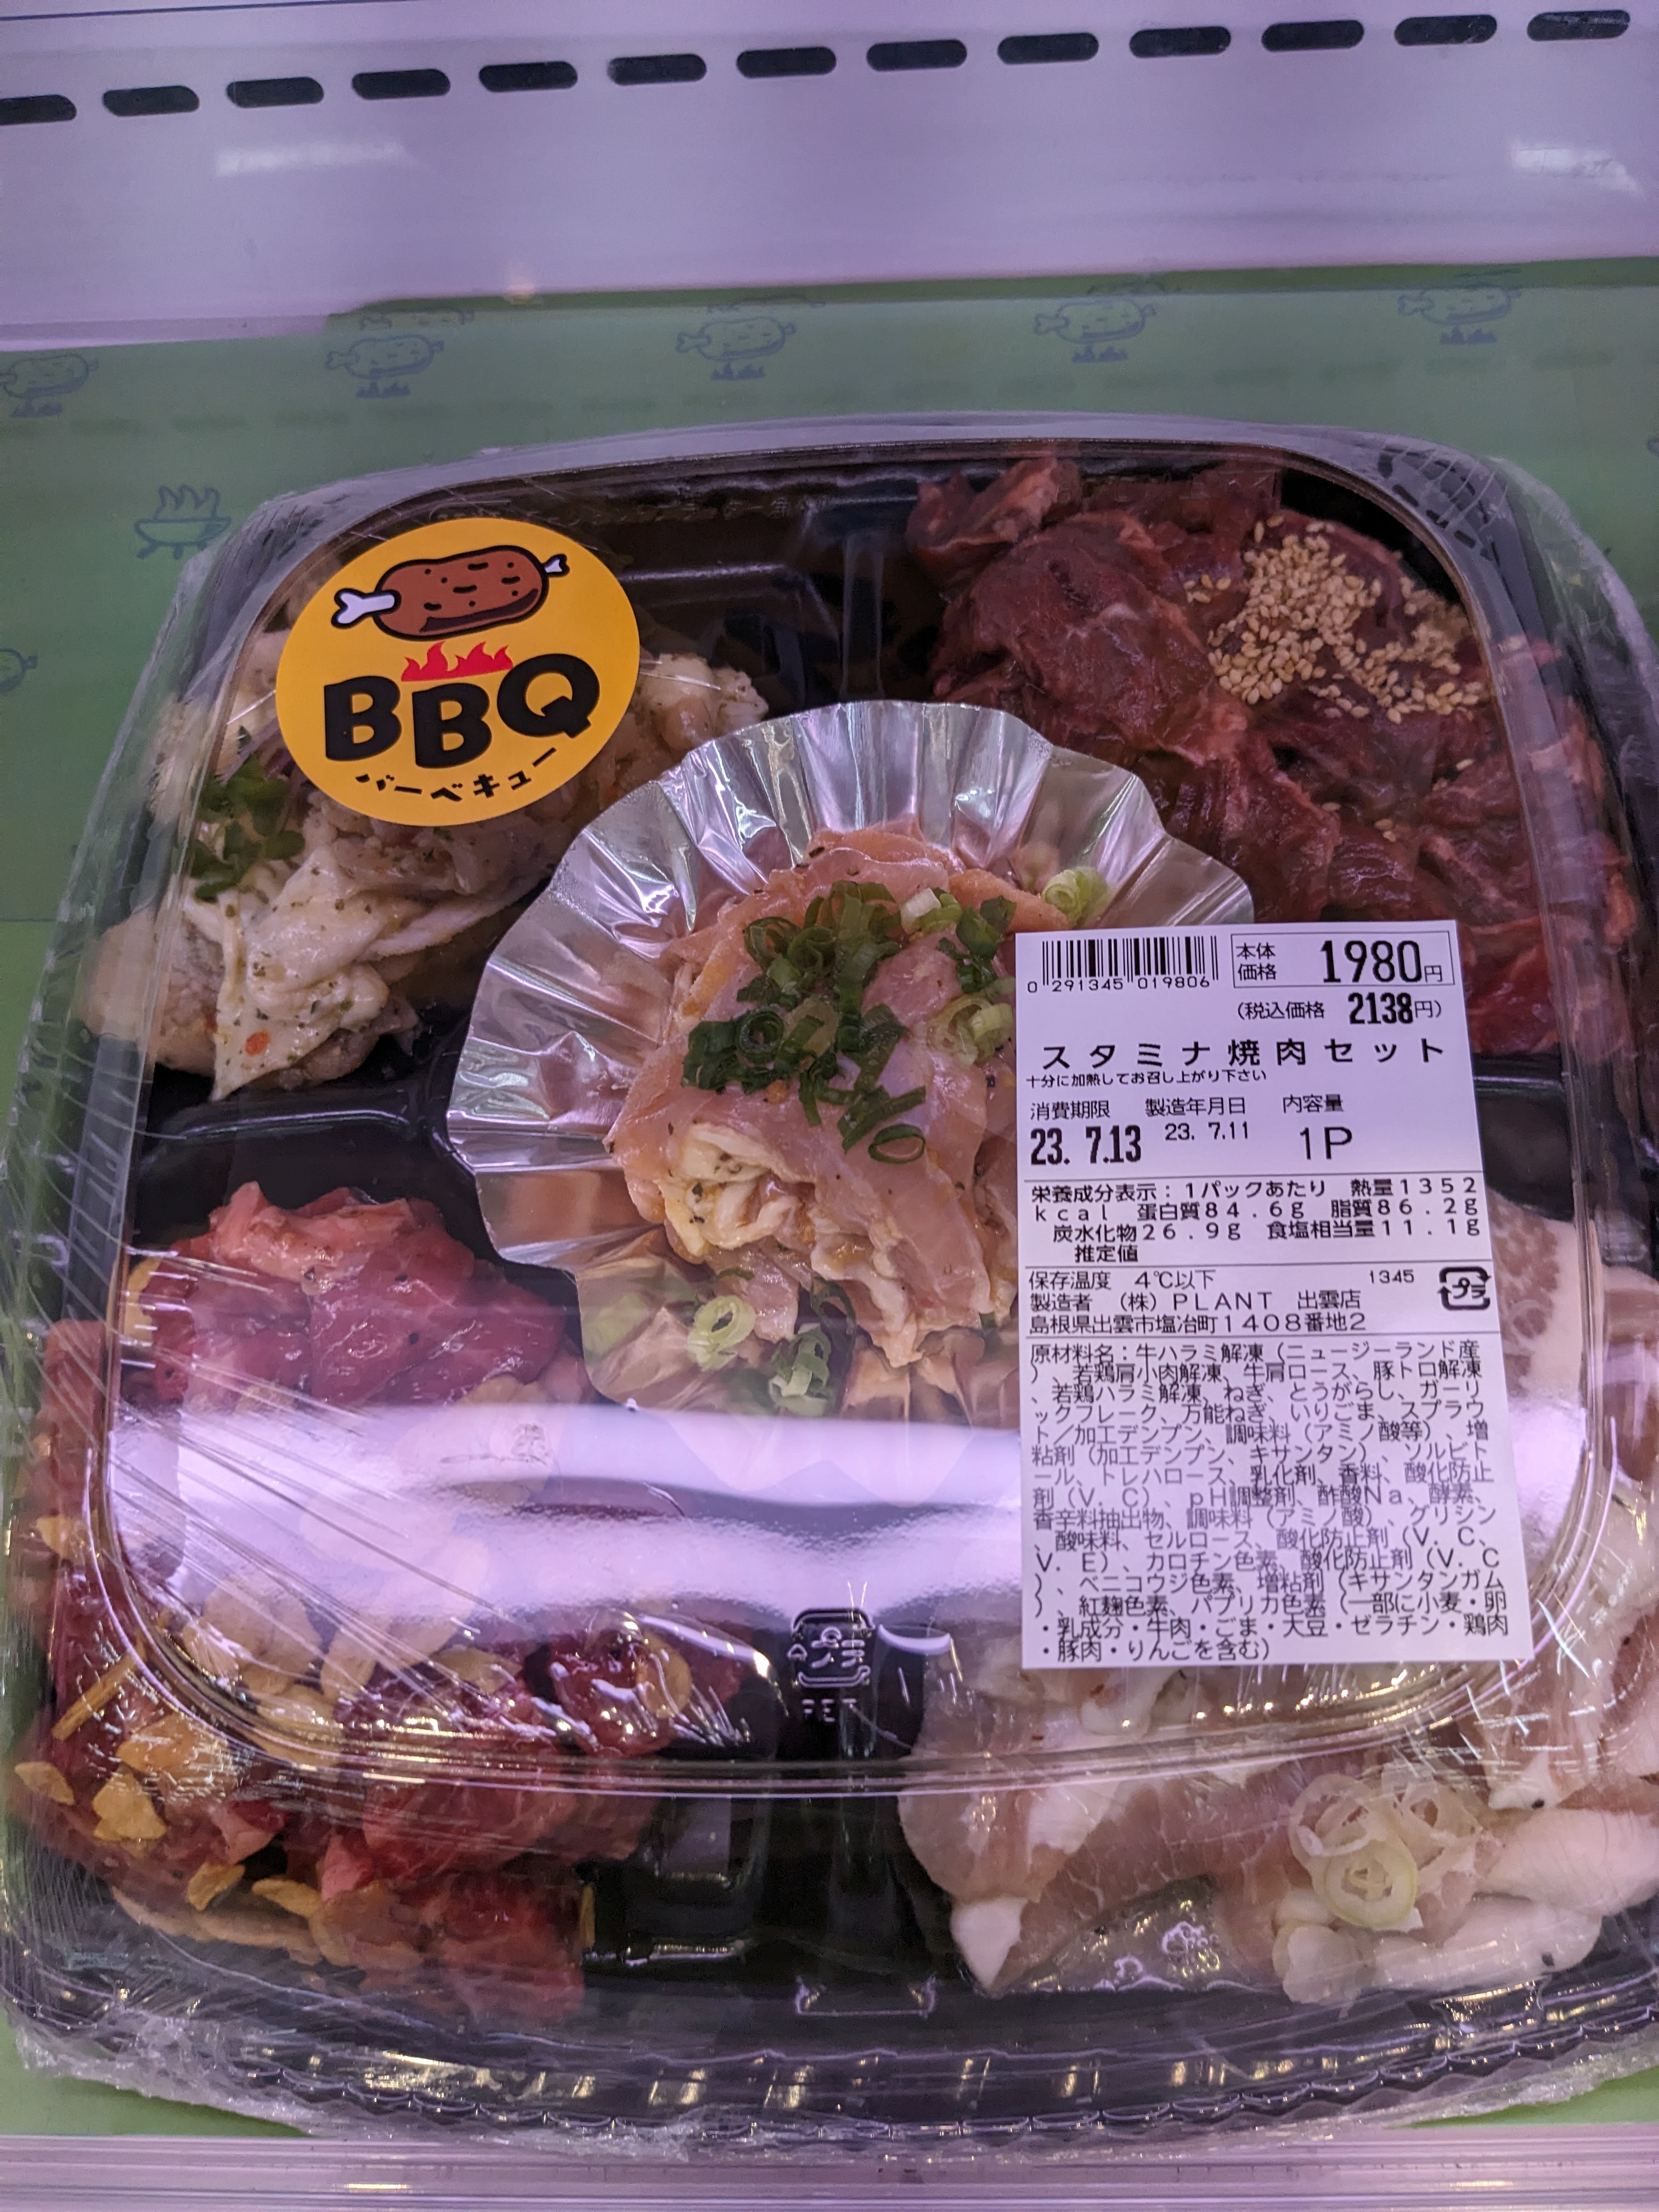 BBQ
バーベキュー
本体
価格
1980円
0 291345 019806
(税込価格 2138円)
スタミナ焼肉セット
十分に加熱してお召し上がり下さい
消費期限 製造年月日 内容量
23. 7.13 23. 7.11 1P
栄養成分表示:1パックあたり 熱量1352
kcal 蛋白質84.6g 脂質86.2g
炭水化物26.9g 食塩相当量11.1g
推定値
保存温度 4℃以下 1345
プラ
製造者 (株)PLANT 出雲店
島根県出雲市塩冶町1408番地2
原材料名:牛ハラミ解凍(ニュージーランド産
)、若鶏肩小肉解凍、牛肩ロース、豚トロ解凍
、若鶏ハラミ解凍、ねぎ、とうがらし、ガーリ
ックフレーク、万能ねぎ、いりごま、スプラウ
ト/加工デンプン、調味料(アミノ酸等)、増
粘剤(加工デンプン、キサンタン)、ソルビト
ール、トレハロース、乳化剤、香料、酸化防止
剤(V.C)、pH調整剤、酢酸Na、酵素、
香辛料抽出物、調味料(アミノ酸)、グリシン
、酸味料、セルロース、酸化防止剤(V.C、
V.E)、カロチン色素、酸化防止剤(V.C
)、ベニコウジ色素、増粘剤(キサンタンガム
)、紅麹色素、パプリカ色素(一部に小麦・卵
・乳成分・牛肉・ごま・大豆・ゼラチン・鶏肉
・豚肉・りんごを含む)
PET